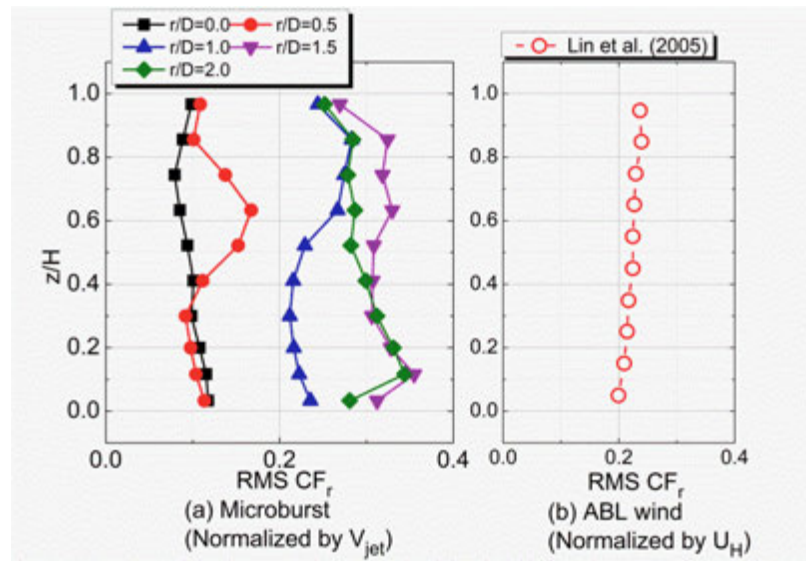 r/D=0.0 r/D=0.5
r/D=1.0 r/D=1.5
r/D=2.0
Lin et al. (2005)
z/H
1.0
0.8
0.6
0.4
0.2
0.0
0.0 0.2 0.4
RMS CFr
(a) Microburst
(Normalized by Vjet)
1.0
0.8
0.6
0.4
0.2
0.0
0.0 0.2 0.4
RMS CFr
(b) ABL wind
(Normalized by UH)